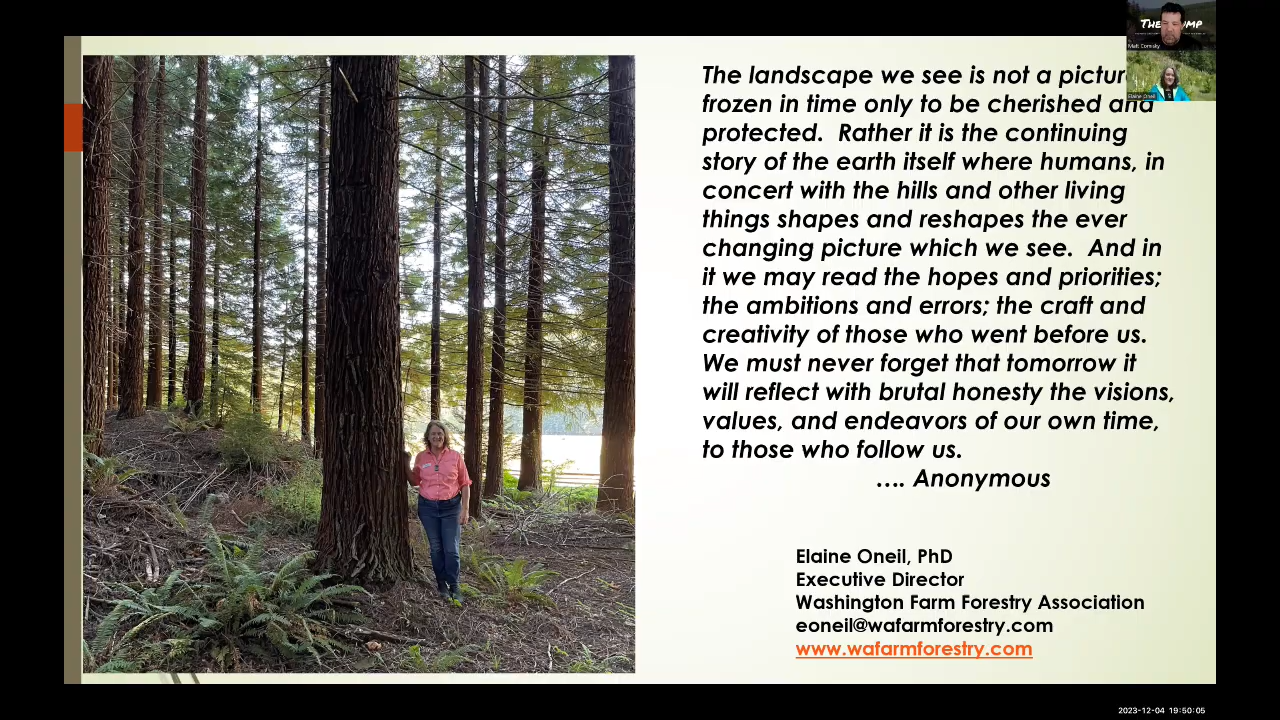 The landscape we see is not a pictur
frozen in time only to be cherished and
protected.  Rather it is the continuing
story of the earth itself where humans, in
concert with the hills and other living
things shapes and reshapes the ever
changing picture which we see.  And in
it we may read the hopes and priorities;
the ambitions and errors; the craft and
creativity of those who went before us.
We must never forget that tomorrow it
will reflect with brutal honesty the visions,
values, and endeavors of our own time,
to those who follow us.
…. Anonymous
Elaine Oneil, PhD
Executive Director
Washington Farm Forestry Association
eoneil@wafarmforestry.com
www.wafarmforestry.com
Matt Comisky
Elaine Oneil
2023-12-04 19:50:05